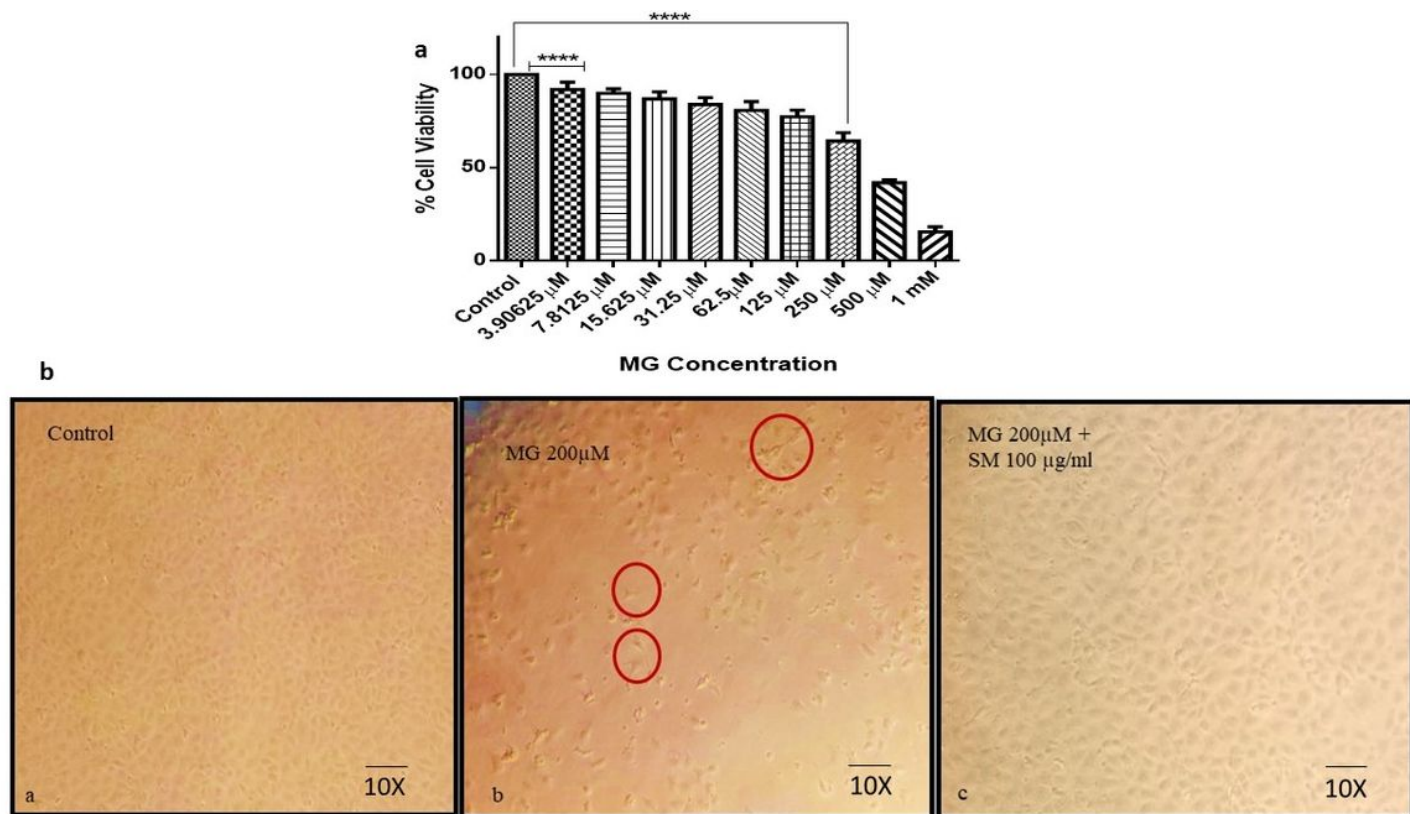 a
****
****
% Cell Viability
100
50
0
Control
3.90625 µM
7.8125 µM
15.625 µM
31.25 µM
62.5µM
125 µM
250 µM
500 µM
1 mM
MG Concentration
b
Control
10X
a
MG 200µM
10X
b
MG 200µM +
SM 100 µg/ml
10X
c